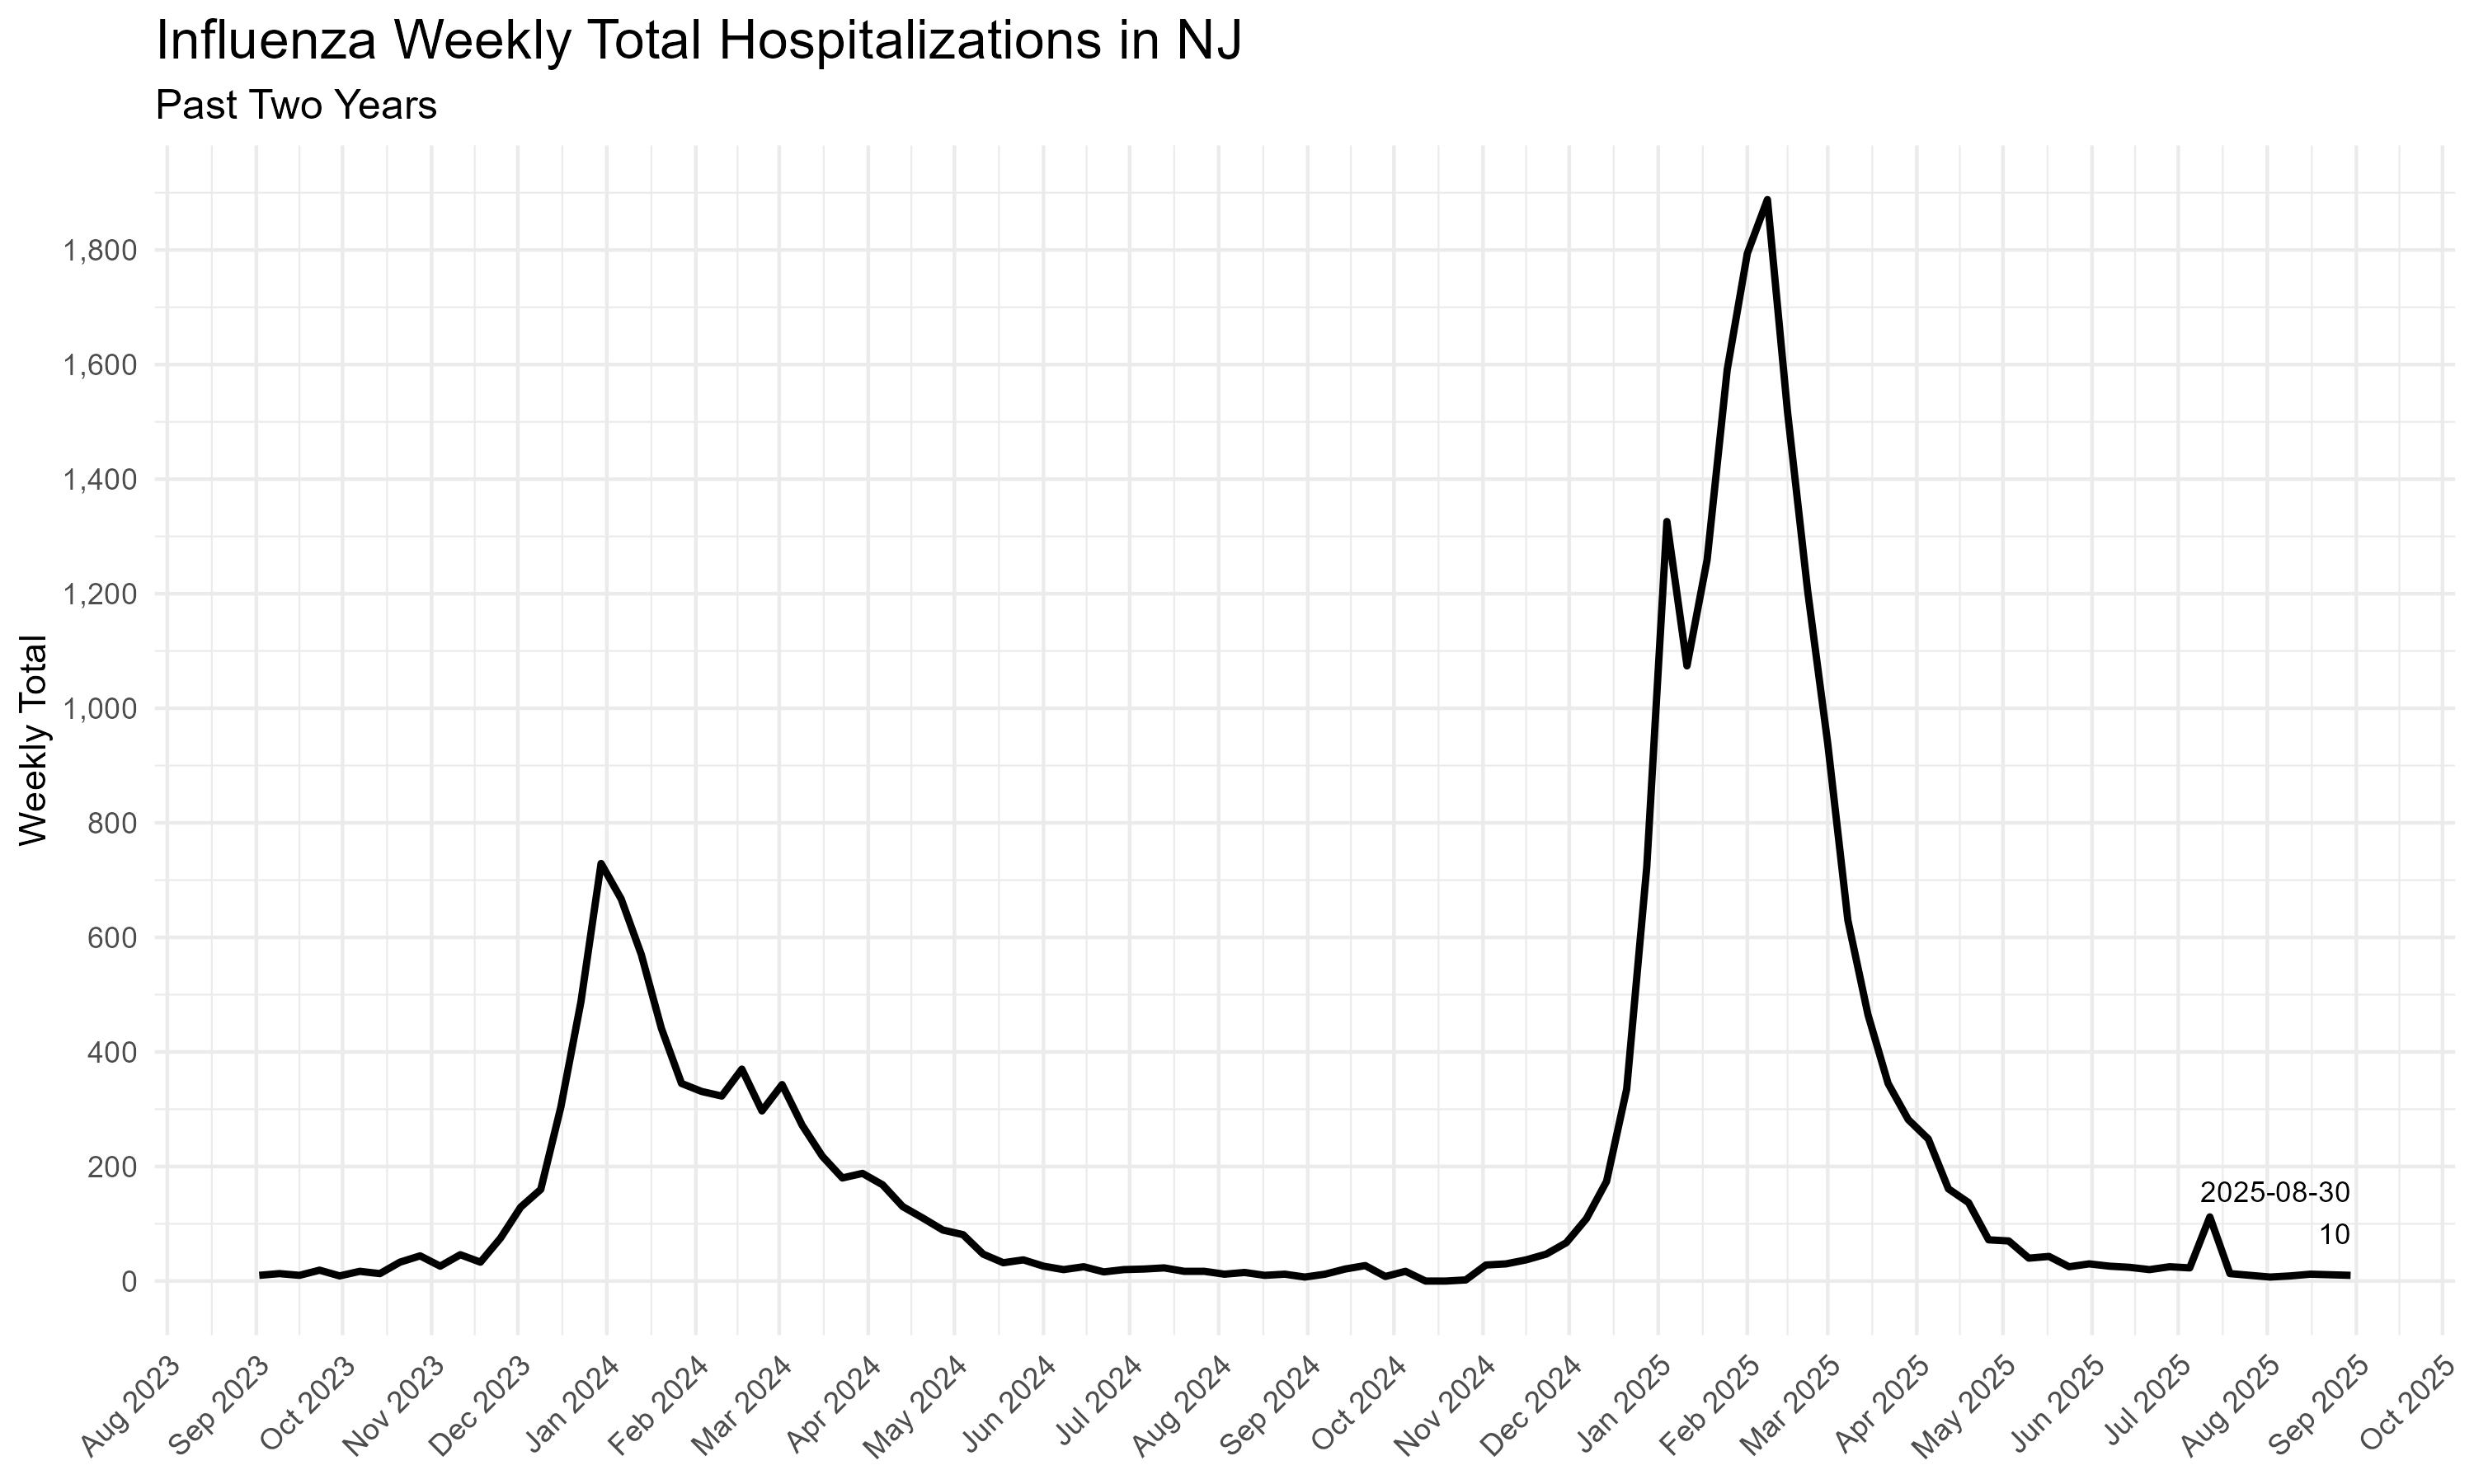 Influenza Weekly Total Hospitalizations in NJ
Past Two Years
Weekly Total
1,800
1,600
1,400
1,200
1,000
800
600
400
200
0
2025-08-30
10
Aug 2023
Sep 2023
Oct 2023
Nov 2023
Dec 2023
Jan 2024
Feb 2024
Mar 2024
Apr 2024
May 2024
Jun 2024
Jul 2024
Aug 2024
Sep 2024
Oct 2024
Nov 2024
Dec 2024
Jan 2025
Feb 2025
Mar 2025
Apr 2025
May 2025
Jun 2025
Jul 2025
Aug 2025
Sep 2025
Oct 2025